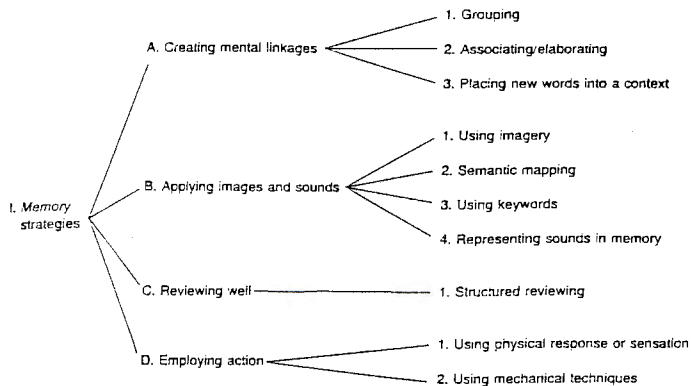 I. Memory
strategies
A. Creating mental linkages
1. Grouping
2. Associating/elaborating
3. Placing new words into a context
B. Applying images and sounds
1. Using imagery
2. Semantic mapping
3. Using keywords
4. Representing sounds in memory
C. Reviewing well
1. Structured reviewing
D. Employing action
1. Using physical response or sensation
2. Using mechanical techniques